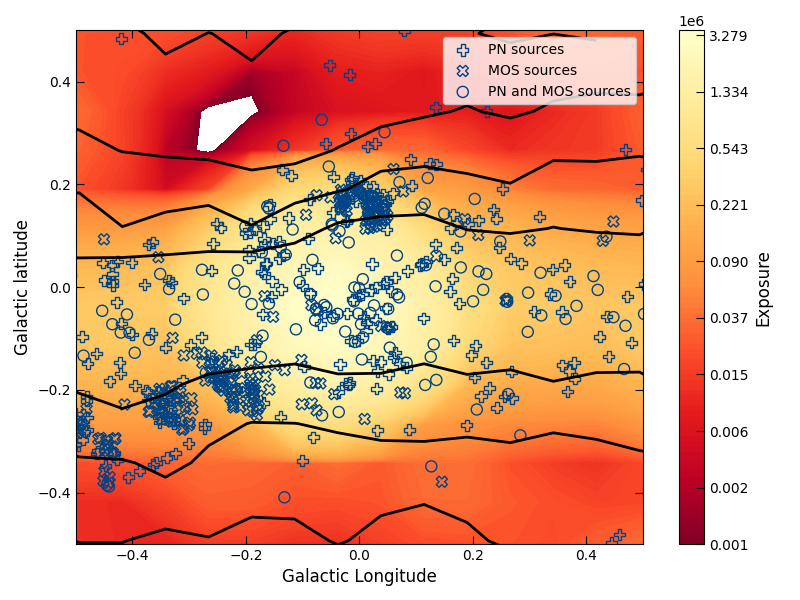 1e6
PN sources
MOS sources
PN and MOS sources
0.4
0.2
0.0
−0.2
−0.4
Galactic latitude
−0.4
−0.2
0.0
0.2
0.4
Galactic Longitude
3.279
1.334
0.543
0.221
0.090
0.037
0.015
0.006
0.002
0.001
Exposure